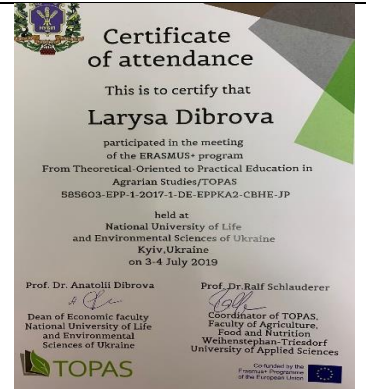 Certificate
of attendance
This is to certify that
Larysa Dibrova
participated in the meeting
of the ERASMUS+ program
From Theoretical-Oriented to Practical Education in
Agrarian Studies/TOPAS
585603-EPP-1-2017-1-DE-EPPKA2-CBHE-JP
held at
National University of Life
and Environmental Sciences of Ukraine
Kyiv,Ukraine
on 3-4 July 2019
Prof. Dr. Anatolii Dibrova
Dean of Economic faculty
National University of Life
and Environmental
Sciences of Ukraine
Prof. Dr.Ralf Schlauderer
Coordinator of TOPAS,
Faculty of Agriculture,
Food and Nutrition
Weihenstephan-Triesdorf
University of Applied Sciences
TOPAS
Co-funded by the
Erasmus+ Programme
of the European Union